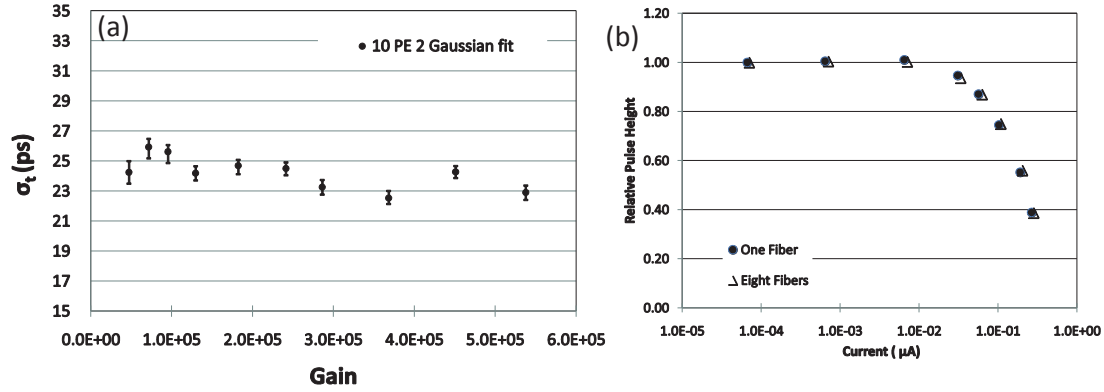 (a)
35
33
31
29
27
25
23
21
19
17
15
σt (ps)
10 PE 2 Gaussian fit
0.0E+00 1.0E+05 2.0E+05 3.0E+05 4.0E+05 5.0E+05 6.0E+05
Gain
(b)
1.20
1.00
0.80
0.60
0.40
0.20
0.00
Relative Pulse Height
One Fiber
Eight Fibers
1.0E-05 1.0E-04 1.0E-03 1.0E-02 1.0E-01 1.0E+00
Current ( μA)